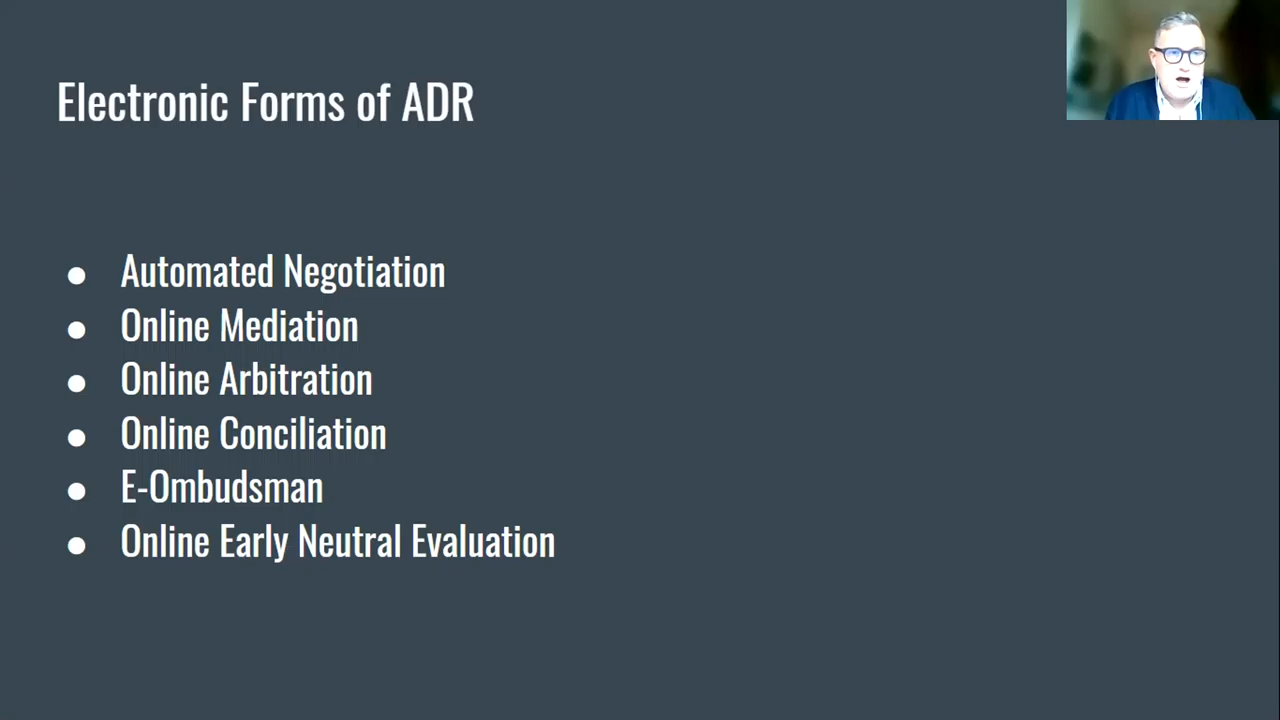 Electronic Forms of ADR
● Automated Negotiation
● Online Mediation
● Online Arbitration
● Online Conciliation
● E-Ombudsman
● Online Early Neutral Evaluation